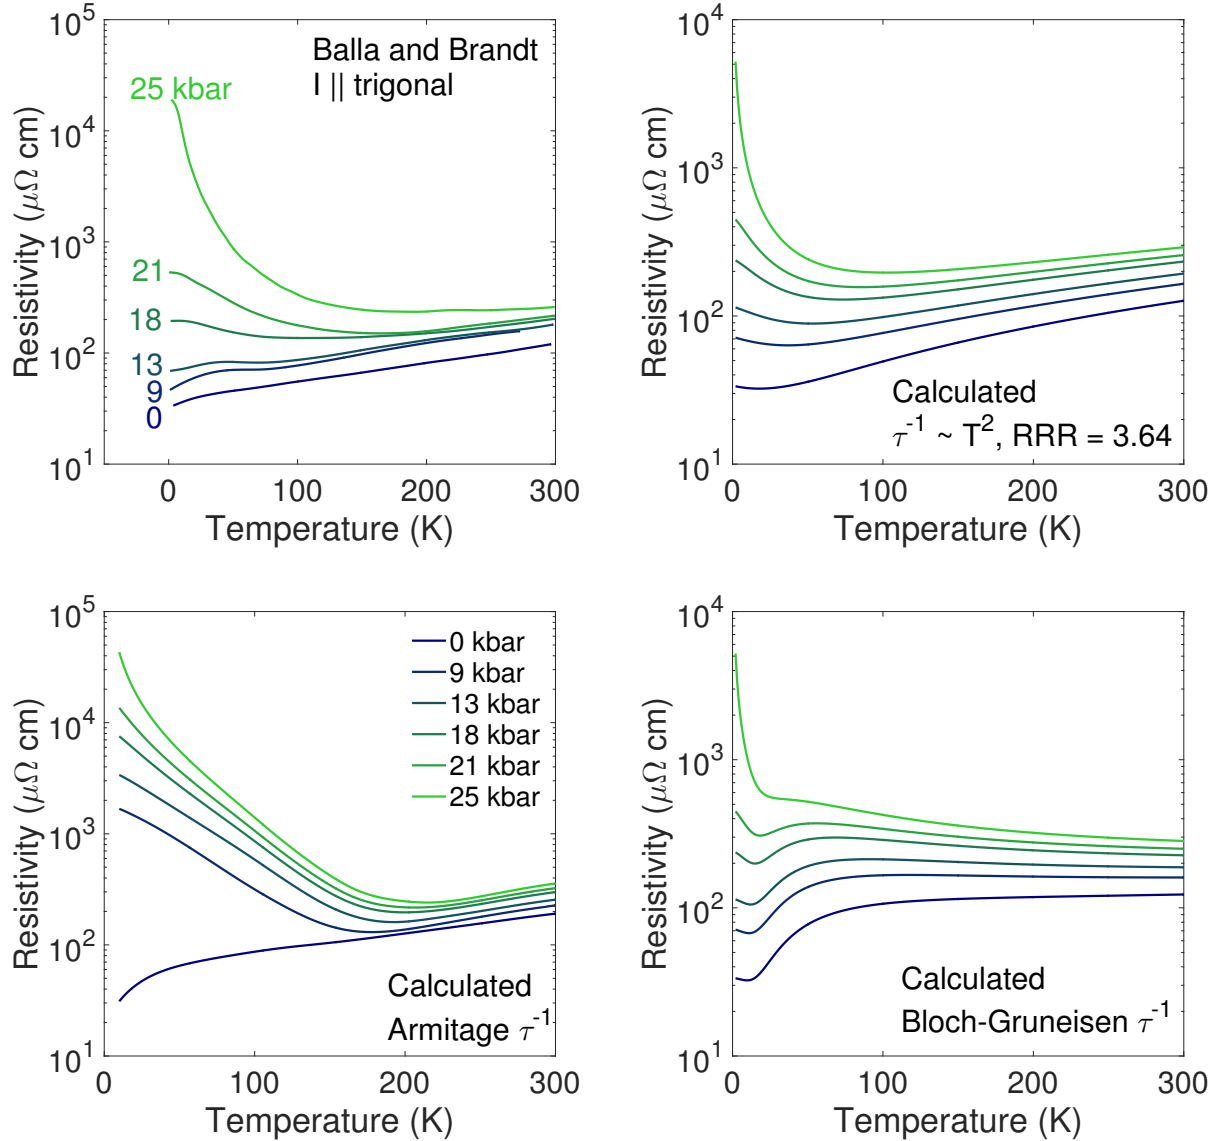 10^5
10^4
10^3
10^2
10^1
Resistivity (μΩ cm)
Balla and Brandt
I || trigonal
25 kbar
21
18
13
9
0
0 100 200 300
Temperature (K)
10^4
10^3
10^2
10^1
Resistivity (μΩ cm)
Calculated
τ^-1 ~ T^2, RRR = 3.64
0 100 200 300
Temperature (K)
10^5
10^4
10^3
10^2
10^1
Resistivity (μΩ cm)
0 kbar
9 kbar
13 kbar
18 kbar
21 kbar
25 kbar
Calculated
Armitage τ^-1
0 100 200 300
Temperature (K)
10^4
10^3
10^2
10^1
Resistivity (μΩ cm)
Calculated
Bloch-Gruneisen τ^-1
0 100 200 300
Temperature (K)